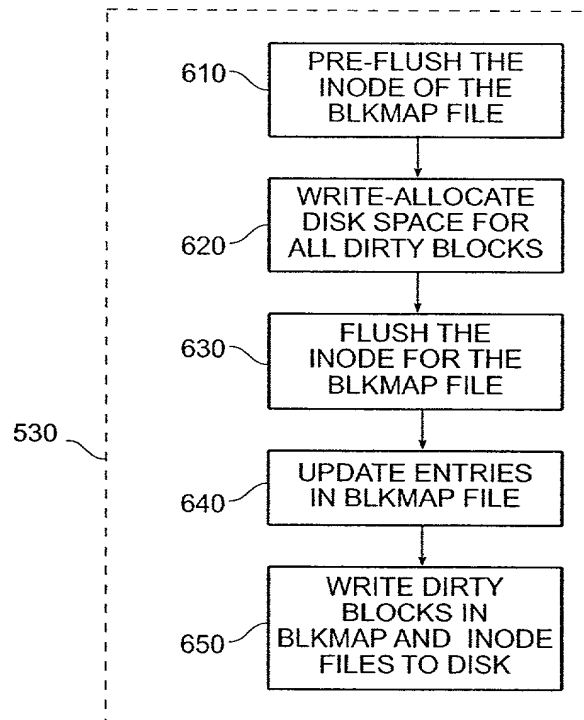 610
PRE-FLUSH THE
INODE OF THE
BLKMAP FILE
620
WRITE-ALLOCATE
DISK SPACE FOR
ALL DIRTY BLOCKS
630
FLUSH THE
INODE FOR THE
BLKMAP FILE
530
640
UPDATE ENTRIES
IN BLKMAP FILE
650
WRITE DIRTY
BLOCKS IN
BLKMAP AND INODE
FILES TO DISK